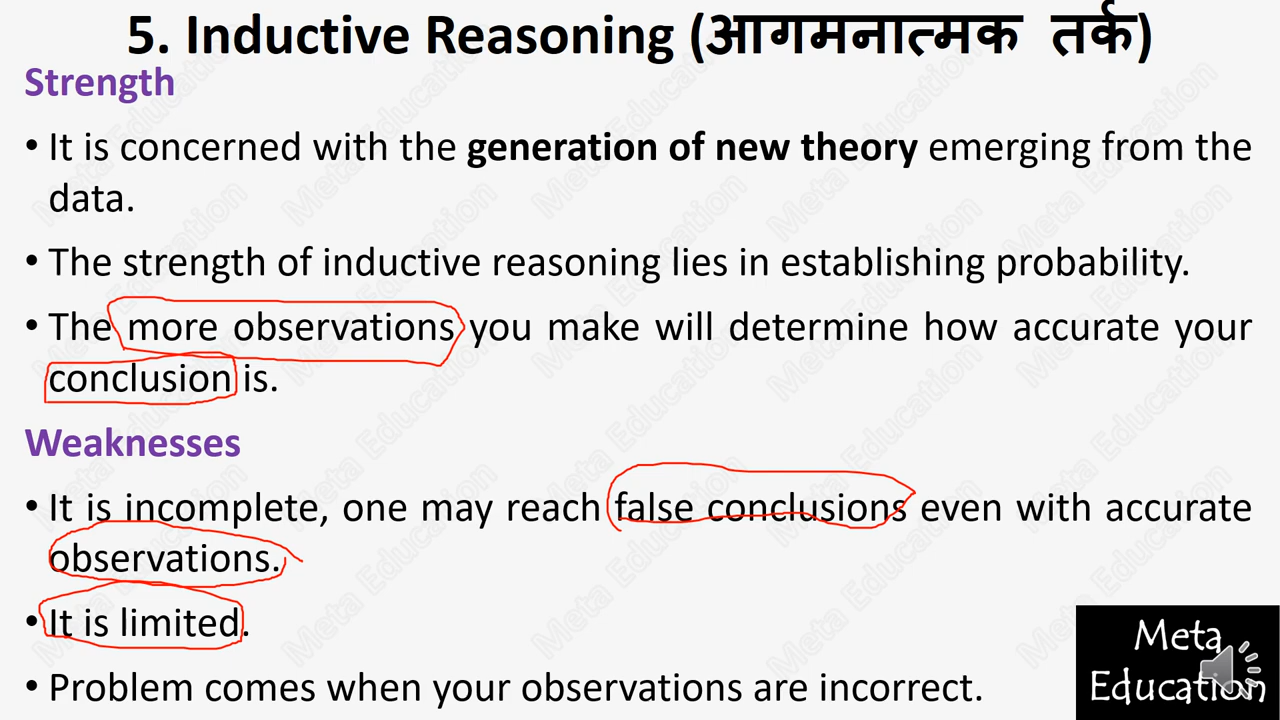 5. Inductive Reasoning (आगमनात्मक तर्क)
Strength
• It is concerned with the generation of new theory emerging from the
data.
• The strength of inductive reasoning lies in establishing probability.
• The more observations you make will determine how accurate your
conclusion is.
Weaknesses
• It is incomplete, one may reach false conclusions even with accurate
observations.
• It is limited.
• Problem comes when your observations are incorrect.
Meta
Education